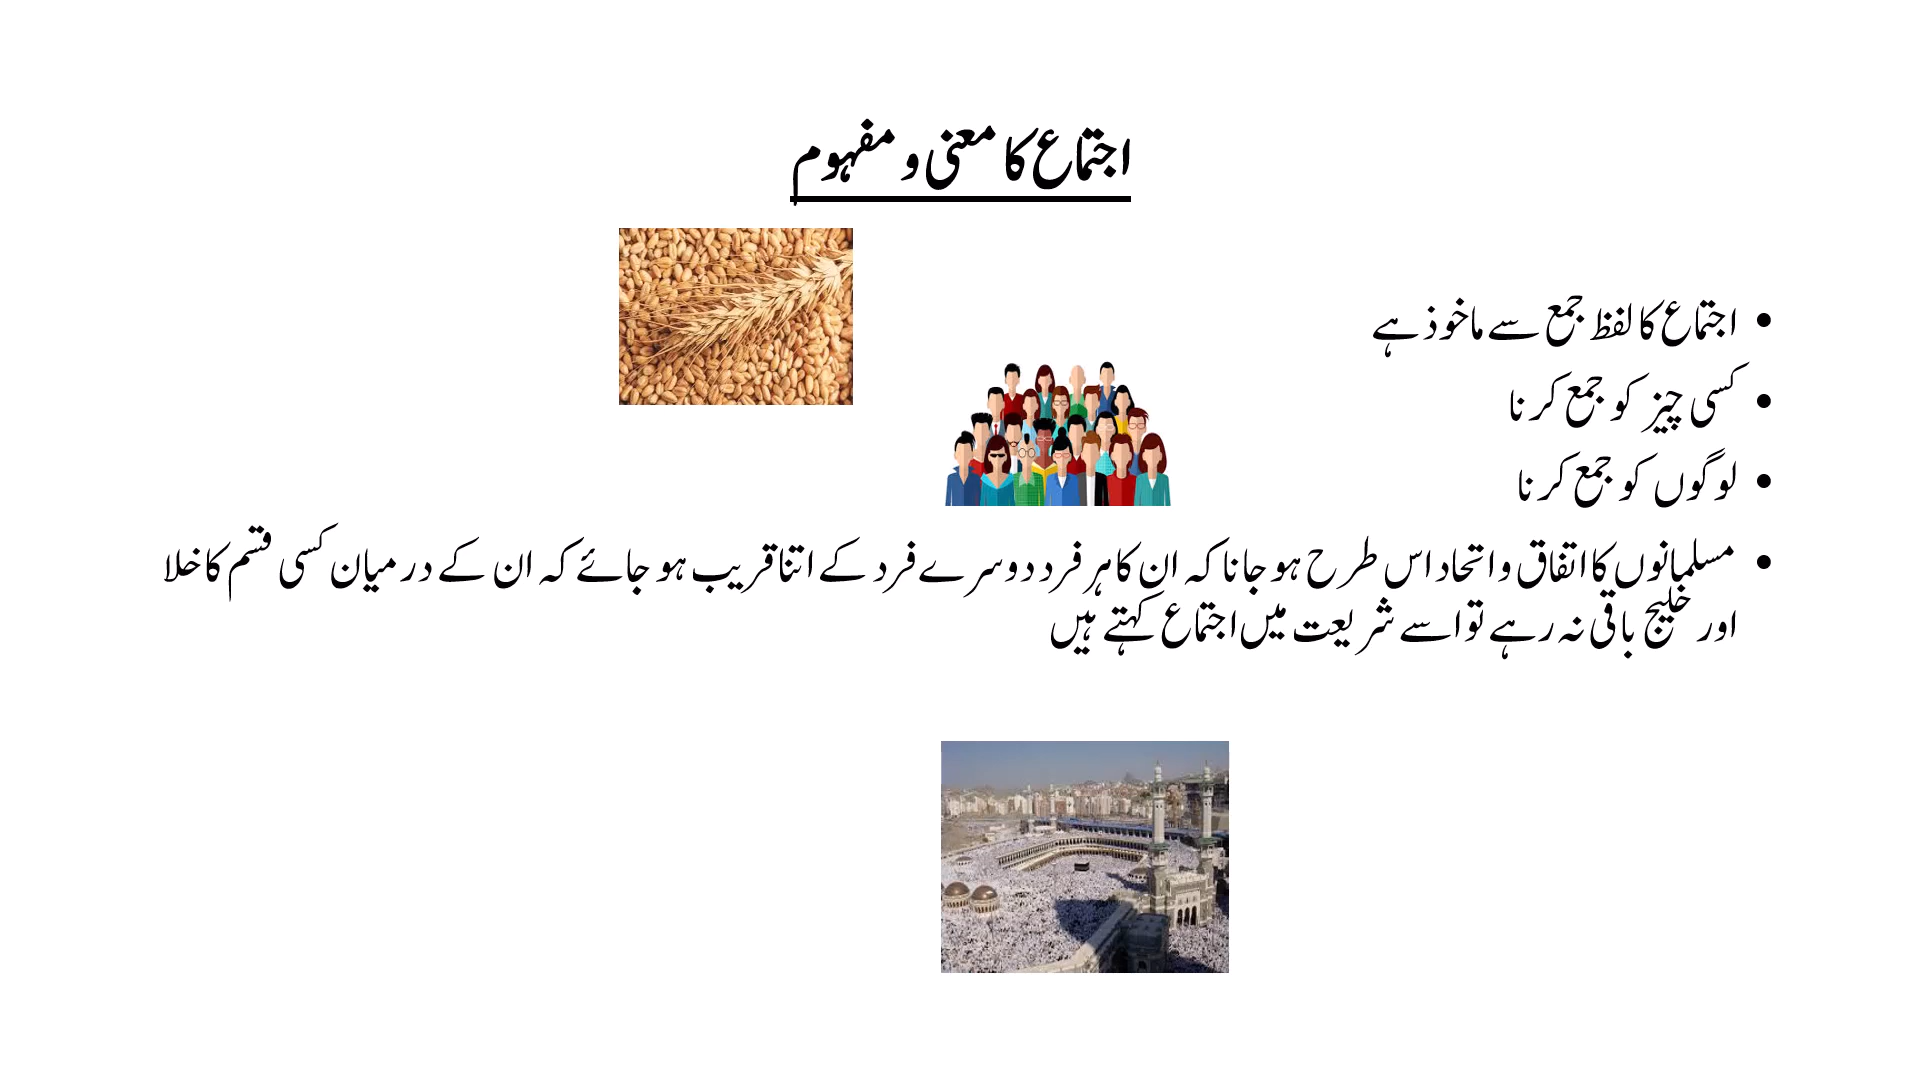 اجتماع کا معنی و مفہوم
• اجتماع کا لفظ جمع سے ماخوذ ہے
• کسی چیز کو جمع کرنا
• لوگوں کو جمع کرنا
• مسلمانوں کا اتفاق و اتحاد اس طرح ہو جانا کہ ان کا ہر فرد دوسرے فرد کے اتنا قریب ہو جائے کہ ان کے درمیان کسی قسم کا خلا
اور خلیج باقی نہ رہے تو اسے شریعت میں اجتماع کہتے ہیں